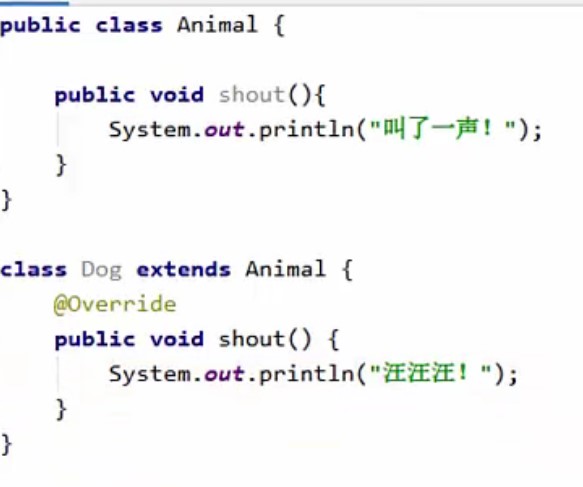 public class Animal {
public void shout(){
System.out.println("叫了一声！");
}
}
class Dog extends Animal {
@Override
public void shout() {
System.out.println("汪汪汪！");
}
}